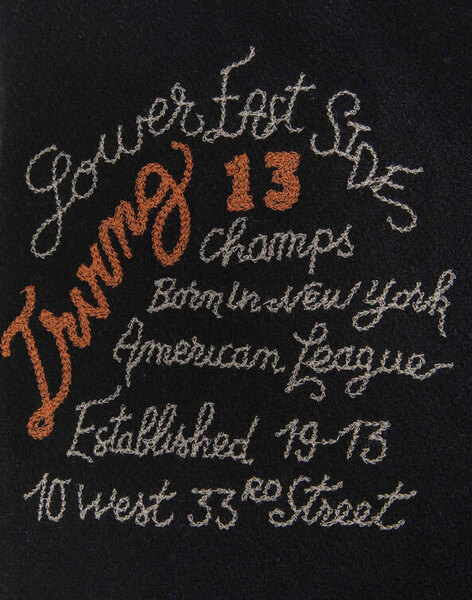 Lower East Side
Irving
13
champs
Born In New York
American League
Established 19-13
10 West 33RD Street